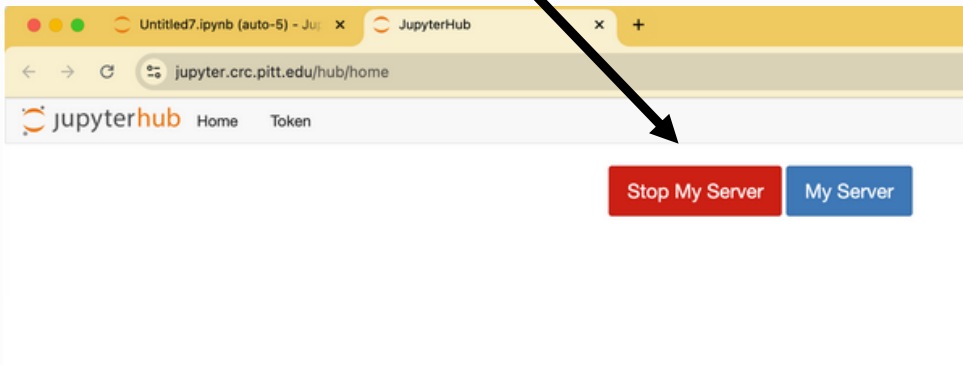 Untitled7.ipynb (auto-5) - Ju
JupyterHub
jupyter.crc.pitt.edu/hub/home
jupyterhub Home Token
Stop My Server My Server